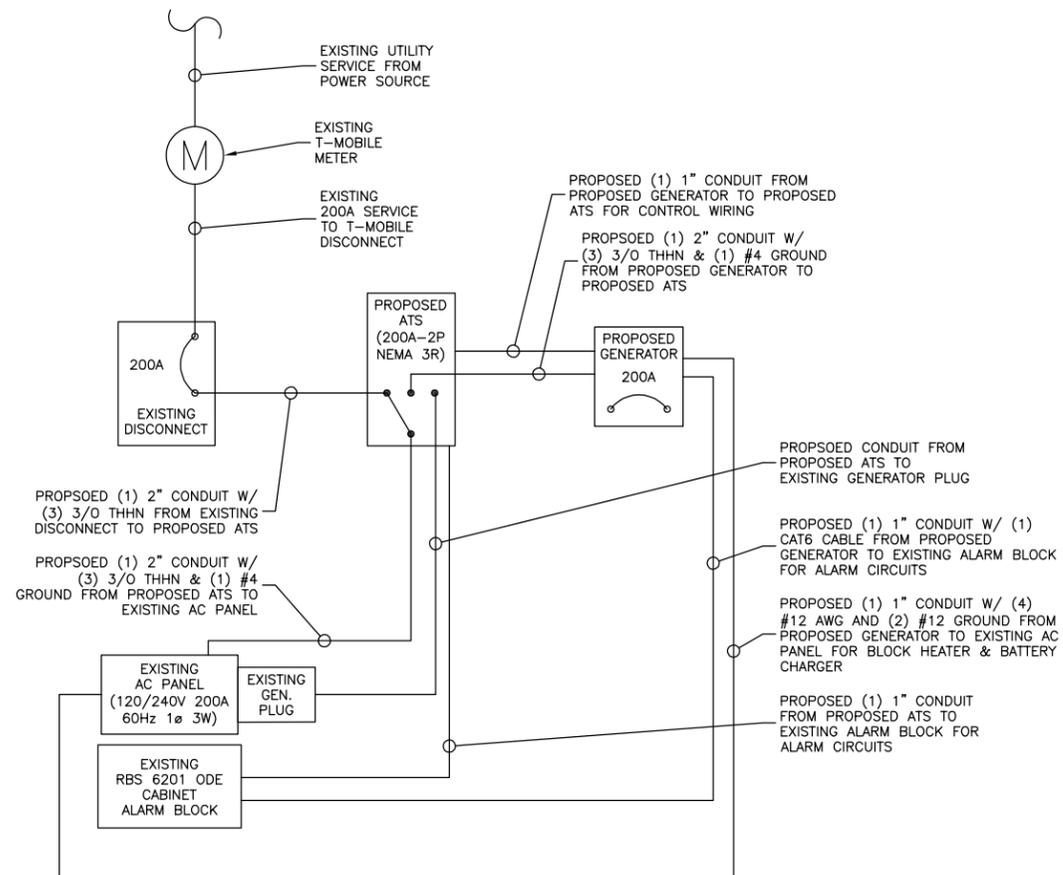 EXISTING UTILITY
SERVICE FROM
POWER SOURCE
EXISTING
T-MOBILE
METER
M
EXISTING
200A SERVICE
TO T-MOBILE
DISCONNECT
PROPOSED (1) 1" CONDUIT FROM
PROPOSED GENERATOR TO PROPOSED
ATS FOR CONTROL WIRING
PROPSOED (1) 2" CONDUIT W/
(3) 3/0 THHN & (1) #4 GROUND
FROM PROPOSED GENERATOR TO
PROPOSED ATS
200A
EXISTING
DISCONNECT
PROPOSED
ATS
(200A-2P
NEMA 3R)
PROPOSED
GENERATOR
200A
PROPSOED (1) 2" CONDUIT W/
(3) 3/0 THHN FROM EXISTING
DISCONNECT TO PROPOSED ATS
PROPSOED (1) 2" CONDUIT W/
(3) 3/0 THHN & (1) #4
GROUND FROM PROPOSED ATS TO
EXISTING AC PANEL
PROPSOED CONDUIT FROM
PROPOSED ATS TO
EXISTING GENERATOR PLUG
PROPOSED (1) 1" CONDUIT W/ (1)
CAT6 CABLE FROM PROPOSED
GENERATOR TO EXISTING ALARM BLOCK
FOR ALARM CIRCUITS
PROPOSED (1) 1" CONDUIT W/ (4)
#12 AWG AND (2) #12 GROUND FROM
PROPOSED GENERATOR TO EXISTING AC
PANEL FOR BLOCK HEATER & BATTERY
CHARGER
PROPOSED (1) 1" CONDUIT
FROM PROPOSED ATS TO
EXISTING ALARM BLOCK FOR
ALARM CIRCUITS
EXISTING
AC PANEL
(120/240V 200A
60Hz 1ø 3W)
EXISTING
GEN.
PLUG
EXISTING
RBS 6201 ODE
CABINET
ALARM BLOCK